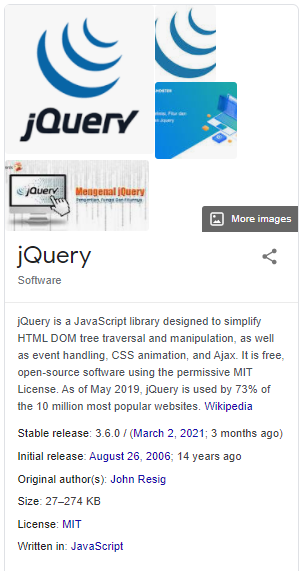 jQuery
jQuery
Mengenal jQuery
More images
jQuery
Software
jQuery is a JavaScript library designed to simplify
HTML DOM tree traversal and manipulation, as well
as event handling, CSS animation, and Ajax. It is free,
open-source software using the permissive MIT
License. As of May 2019, jQuery is used by 73% of
the 10 million most popular websites. Wikipedia
Stable release: 3.6.0 / (March 2, 2021; 3 months ago)
Initial release: August 26, 2006; 14 years ago
Original author(s): John Resig
Size: 27–274 KB
License: MIT
Written in: JavaScript